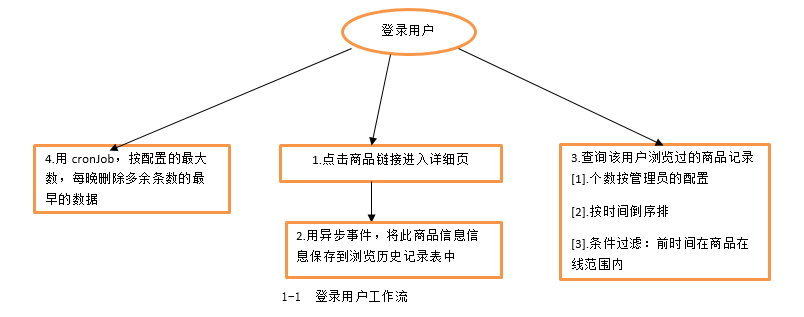 登录用户
4.用 cronJob，按配置的最大
数，每晚删除多余条数的最
早的数据
1.点击商品链接进入详细页
2.用异步事件，将此商品信息信
息保存到浏览历史记录表中
3.查询该用户浏览过的商品记录
[1].个数按管理员的配置
[2].按时间倒序排
[3].条件过滤：前时间在商品在
线范围内
1-1 登录用户工作流